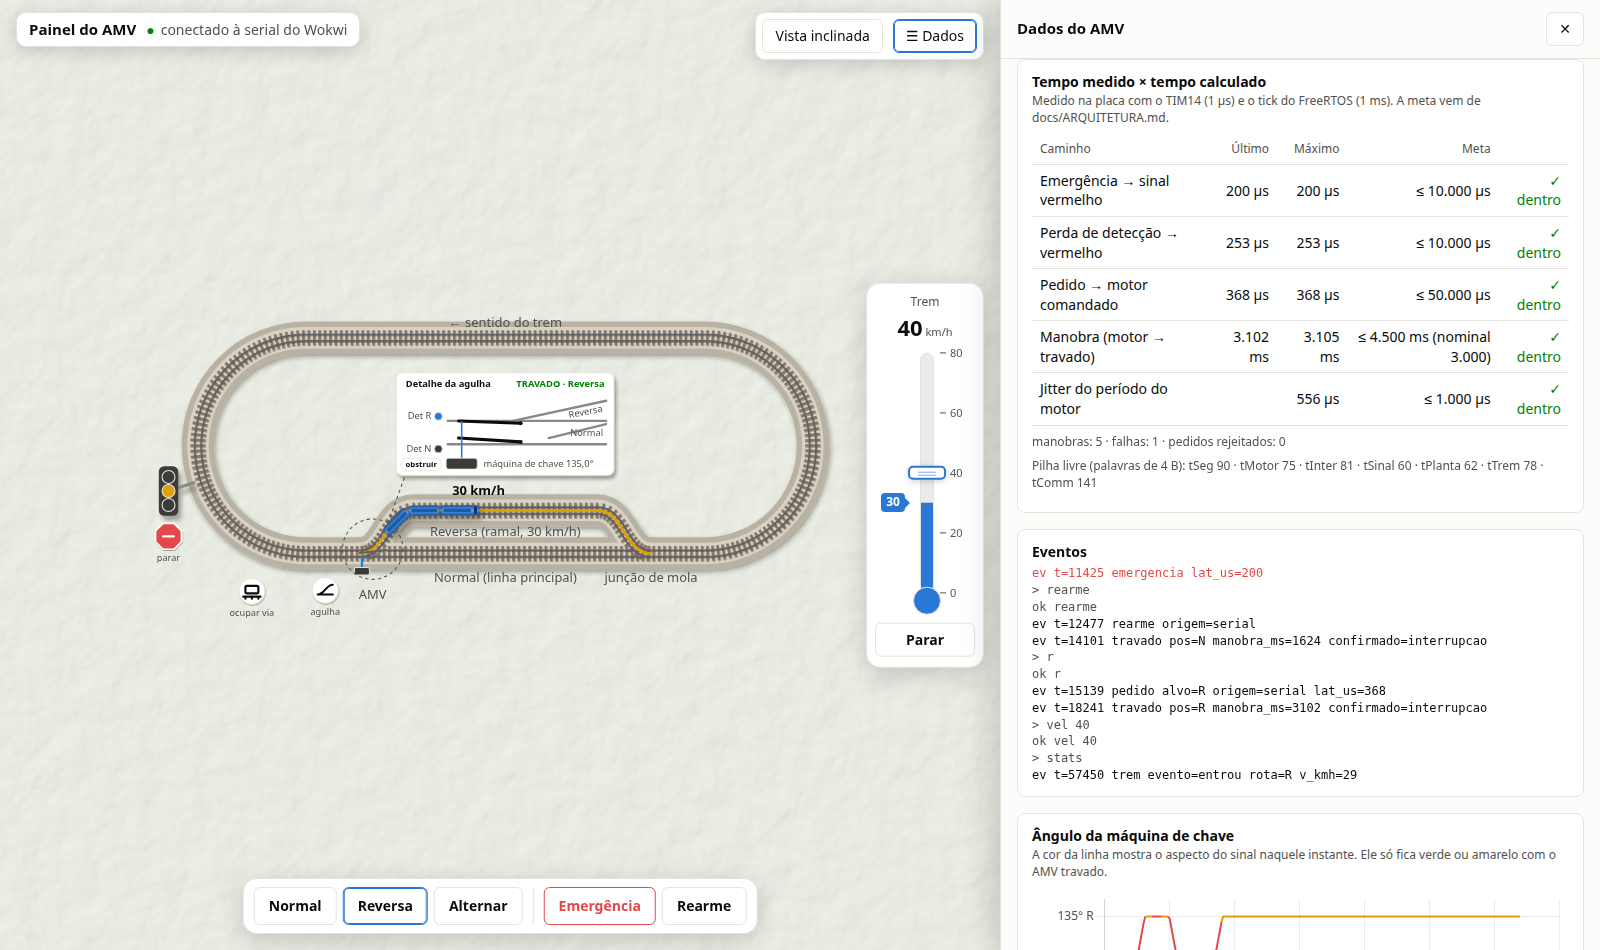 Painel do AMV ● conectado à serial do Wokwi
Vista inclinada
☰ Dados
← sentido do trem
Detalhe da agulha
TRAVADO · Reversa
Det R
Reversa
Normal
Det N
obstruir
máquina de chave 135,0°
30 km/h
Reversa (ramal, 30 km/h)
Normal (linha principal)
junção de mola
AMV
parar
ocupar via
agulha
Trem
40 km/h
80
60
40
30
20
0
Parar
Normal
Reversa
Alternar
Emergência
Rearme
Dados do AMV
✕
Tempo medido × tempo calculado
Medido na placa com o TIM14 (1 µs) e o tick do FreeRTOS (1 ms). A meta vem de
docs/ARQUITETURA.md.
Caminho Último Máximo Meta
Emergência → sinal
vermelho
200 µs 200 µs ≤ 10.000 µs
✓
dentro
Perda de detecção →
vermelho
253 µs 253 µs ≤ 10.000 µs
✓
dentro
Pedido → motor
comandado
368 µs 368 µs ≤ 50.000 µs
✓
dentro
Manobra (motor →
travado)
3.102
ms
3.105
ms
≤ 4.500 ms (nominal
3.000)
✓
dentro
Jitter do período do
motor
556 µs ≤ 1.000 µs
✓
dentro
manobras: 5 · falhas: 1 · pedidos rejeitados: 0
Pilha livre (palavras de 4 B): tSeg 90 · tMotor 75 · tInter 81 · tSinal 60 · tPlanta 62 · tTrem 78 ·
tComm 141
Eventos
ev t=11425 emergencia lat_us=200
> rearme
ok rearme
ev t=12477 rearme origem=serial
ev t=14101 travado pos=N manobra_ms=1624 confirmado=interrupcao
> r
ok r
ev t=15139 pedido alvo=R origem=serial lat_us=368
ev t=18241 travado pos=R manobra_ms=3102 confirmado=interrupcao
> vel 40
ok vel 40
> stats
ev t=57450 trem evento=entrou rota=R v_kmh=29
Ângulo da máquina de chave
A cor da linha mostra o aspecto do sinal naquele instante. Ele só fica verde ou amarelo com o
AMV travado.
135° R